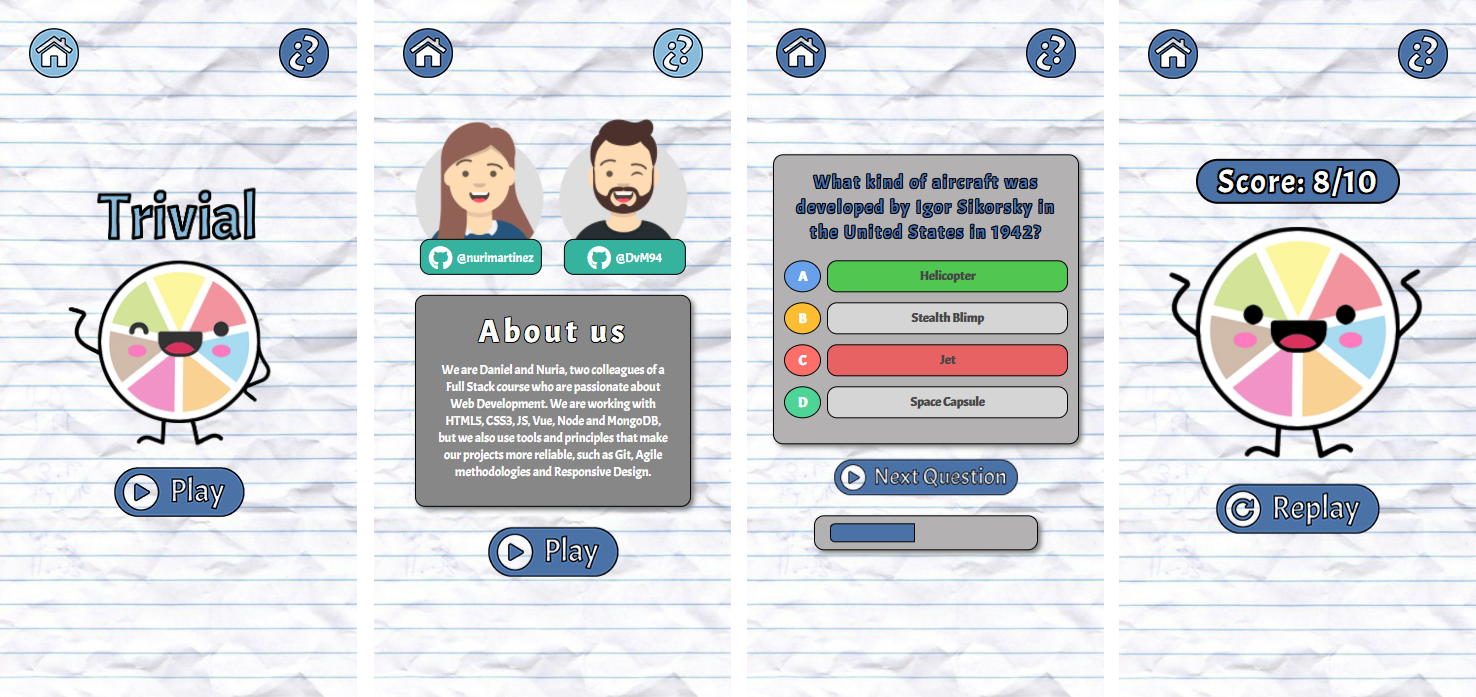 Trivial
Play
@nurimartinez
@DvM94
About us
We are Daniel and Nuria, two colleagues of a
Full Stack course who are passionate about
Web Development. We are working with
HTML5, CSS3, JS, Vue, Node and MongoDB,
but we also use tools and principles that make
our projects more reliable, such as Git, Agile
methodologies and Responsive Design.
Play
What kind of aircraft was
developed by Igor Sikorsky in
the United States in 1942?
A Helicopter
B Stealth Blimp
C Jet
D Space Capsule
Next Question
Score: 8/10
Replay